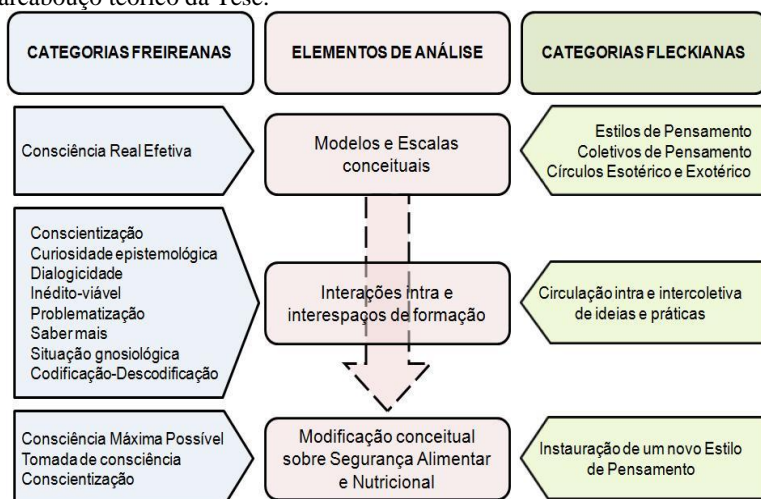 arcabouço teórico da Tese.
CATEGORIAS FREIREANAS
ELEMENTOS DE ANÁLISE
CATEGORIAS FLECKIANAS
Consciência Real Efetiva
Modelos e Escalas
conceituais
Estilos de Pensamento
Coletivos de Pensamento
Círculos Esotérico e Exotérico
Conscientização
Curiosidade epistemológica
Dialogicidade
Inédito-viável
Problematização
Saber mais
Situação gnosiológica
Codificação-Descodificação
Interações intra e
interespaços de formação
Circulação intra e intercoletiva
de ideias e práticas
Consciência Máxima Possível
Tomada de consciência
Conscientização
Modificação conceitual
sobre Segurança Alimentar
e Nutricional
Instauração de um novo Estilo
de Pensamento